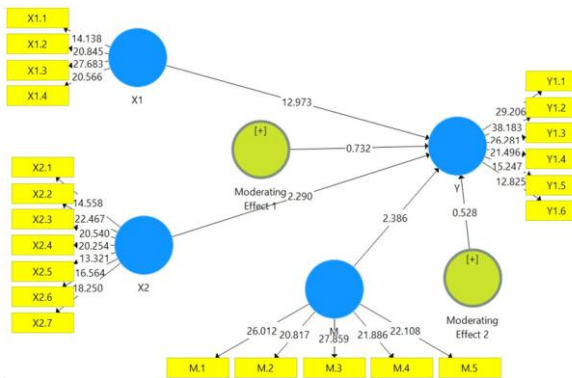 X1.1
X1.2
X1.3
X1.4
14.138
20.845
27.683
20.566
X1
12.973
[+]
Moderating
Effect 1
0.732
Y1.1
Y1.2
Y1.3
Y1.4
Y1.5
Y1.6
29.206
38.183
26.281
21.496
15.247
12.825
Y
X2.1
X2.2
X2.3
X2.4
X2.5
X2.6
X2.7
14.558
22.467
20.540
20.254
13.321
16.564
18.250
X2
2.290
2.386
0.528
[+]
Moderating
Effect 2
M
26.012
20.817
27.859
21.886
22.108
M.1
M.2
M.3
M.4
M.5